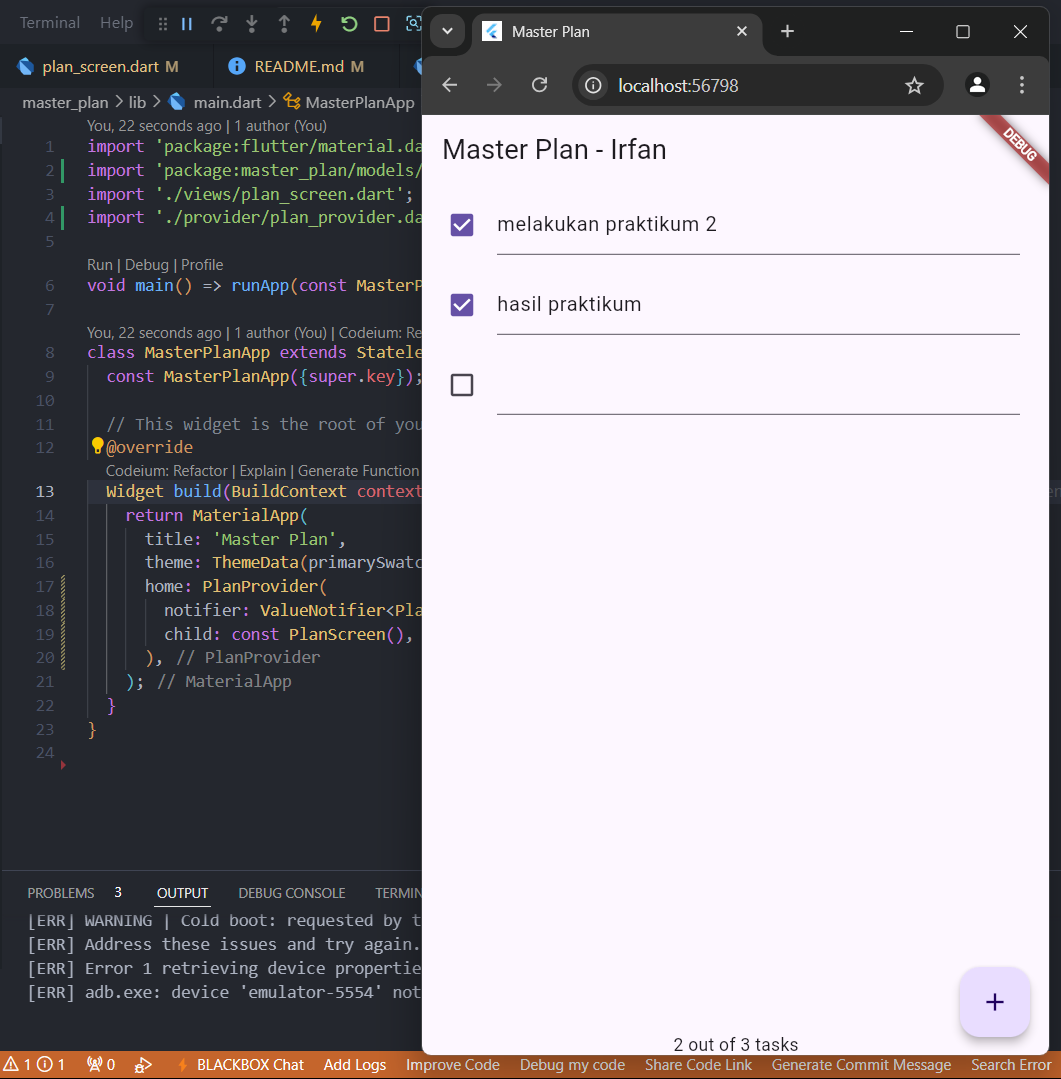 Terminal Help
plan_screen.dart M README.md M
master_plan > lib > main.dart > MasterPlanApp
You, 22 seconds ago | 1 author (You)
1 import 'package:flutter/material.da
2 import 'package:master_plan/models/
3 import './views/plan_screen.dart';
4 import './provider/plan_provider.da
5
Run | Debug | Profile
6 void main() => runApp(const MasterP
7
You, 22 seconds ago | 1 author (You) | Codeium: Re
8 class MasterPlanApp extends Statele
9 const MasterPlanApp({super.key});
10
11 // This widget is the root of you
12 @override
Codeium: Refactor | Explain | Generate Function
13 Widget build(BuildContext context
14 return MaterialApp(
15 title: 'Master Plan',
16 theme: ThemeData(primarySwatc
17 home: PlanProvider(
18 notifier: ValueNotifier<Pla
19 child: const PlanScreen(),
20 ), // PlanProvider
21 ); // MaterialApp
22 }
23 }
24
PROBLEMS 3 OUTPUT DEBUG CONSOLE TERMIN
[ERR] WARNING | Cold boot: requested by t
[ERR] Address these issues and try again.
[ERR] Error 1 retrieving device propertie
[ERR] adb.exe: device 'emulator-5554' not
Master Plan
localhost:56798
DEBUG
Master Plan - Irfan
melakukan praktikum 2
hasil praktikum
2 out of 3 tasks
1 1 0 BLACKBOX Chat Add Logs Improve Code Debug my code Share Code Link Generate Commit Message Search Error